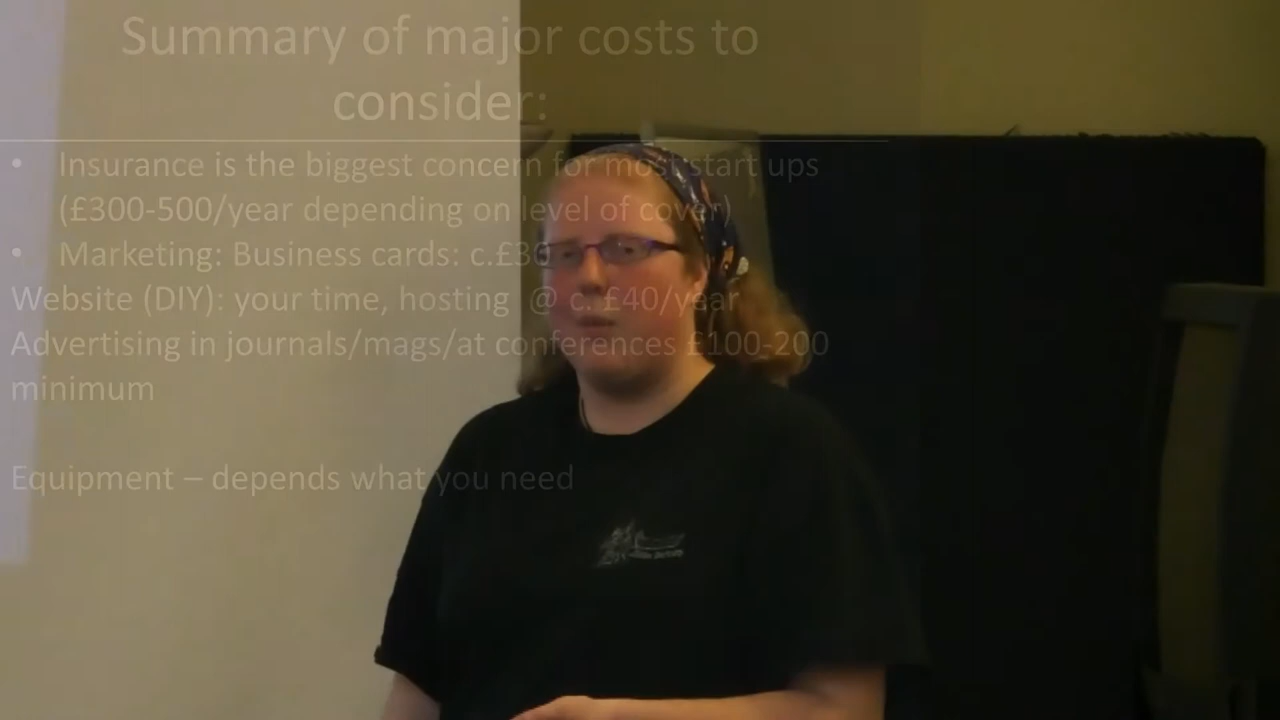 Summary of major costs to
consider:
• Insurance is the biggest concern for most start ups
(£300-500/year depending on level of cover
• Marketing: Business cards: c.£30
Website (DIY): your time, hosting @ c. £40/year
Advertising in journals/mags/at conferences £100-200
minimum
Equipment – depends what you need